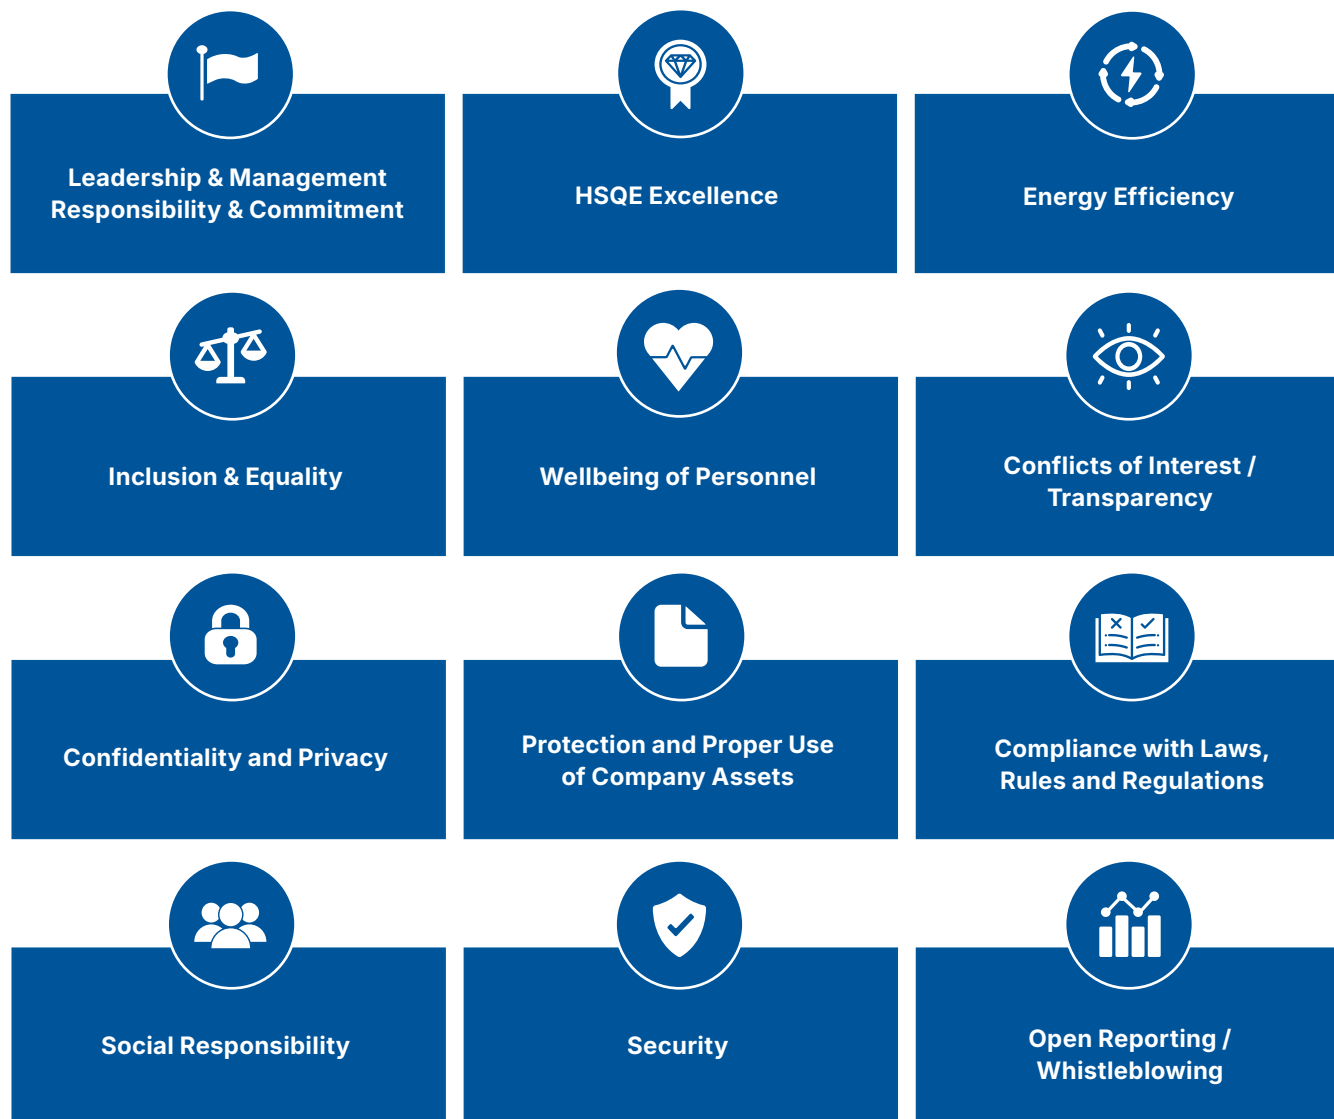 Leadership & Management
Responsibility & Commitment
HSQE Excellence
Energy Efficiency
Inclusion & Equality
Wellbeing of Personnel
Conflicts of Interest /
Transparency
Confidentiality and Privacy
Protection and Proper Use
of Company Assets
Compliance with Laws,
Rules and Regulations
Social Responsibility
Security
Open Reporting /
Whistleblowing